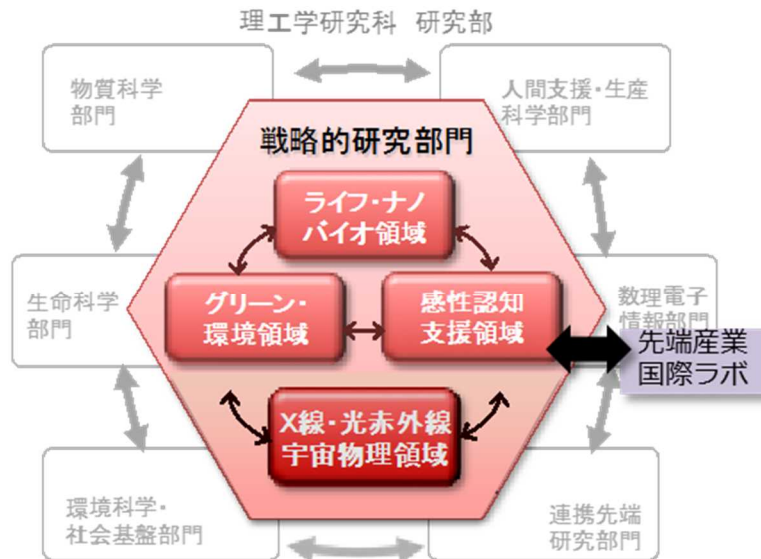 理工学研究科 研究部
物質科学
部門
人間支援・生産
科学部門
戦略的研究部門
ライフ・ナノ
バイオ領域
生命科学
部門
グリーン・
環境領域
感性認知
支援領域
数理電子
情報部門
先端産業
国際ラボ
X線・光赤外線
宇宙物理領域
環境科学・
社会基盤部門
連携先端
研究部門